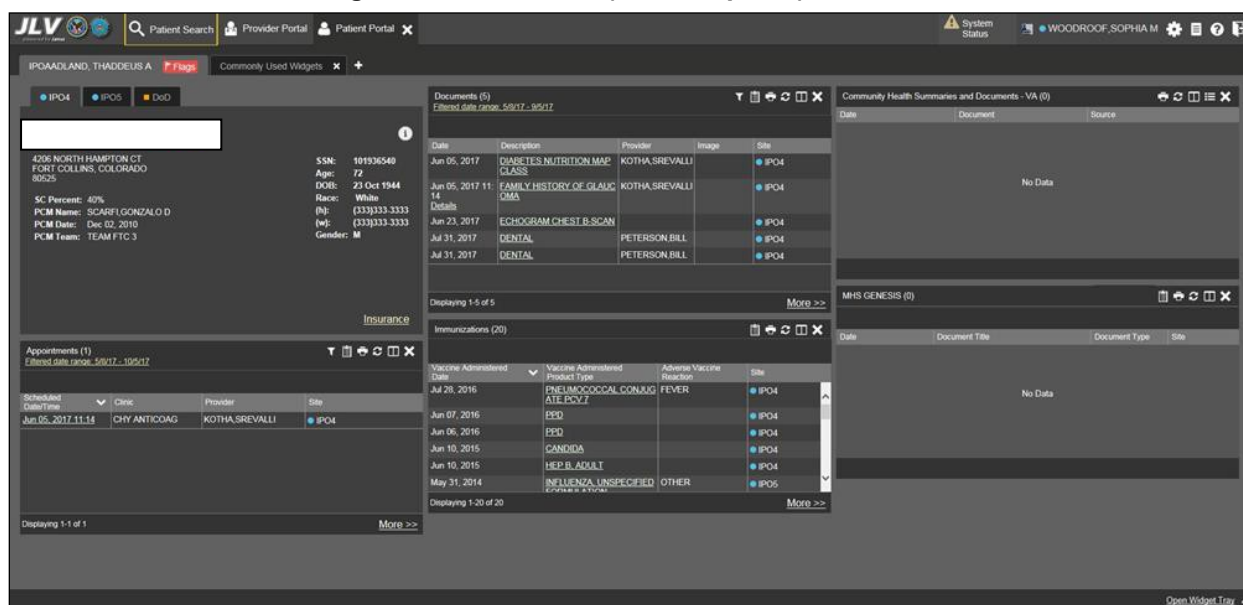 JLV Patient Search Provider Portal Patient Portal System Status WOODROOF,SOPHIA M
IPOAADLAND, THADDEUS A Flags Commonly Used Widgets
IPO4 IPO5 DoD
4206 NORTH HAMPTON CT
FORT COLLINS, COLORADO
80525
SC Percent: 40%
PCM Name: SCARFI,GONZALO D
PCM Date: Dec 02, 2010
PCM Team: TEAM FTC 3
SSN: 101936540
Age: 72
DOB: 23 Oct 1944
Race: White
(h): (333)333-3333
(w): (333)333-3333
Gender: M
Insurance
Appointments (1)
Filtered date range: 5/8/17 - 10/5/17
Scheduled Date/Time Clinic Provider Site
Jun 05, 2017 11:14 CHY ANTICOAG KOTHA,SREVALLI IPO4
Displaying 1-1 of 1 More >>
Documents (5)
Filtered date range: 5/8/17 - 9/5/17
Date Description Provider Image Site
Jun 05, 2017 DIABETES NUTRITION MAP KOTHA,SREVALLI IPO4
CLASS
Jun 05, 2017 11: FAMILY HISTORY OF GLAUC KOTHA,SREVALLI IPO4
14 OMA
Details
Jun 23, 2017 ECHOGRAM CHEST B-SCAN IPO4
Jul 31, 2017 DENTAL PETERSON,BILL IPO4
Jul 31, 2017 DENTAL PETERSON,BILL IPO4
Displaying 1-5 of 5 More >>
Immunizations (20)
Vaccine Administered Date Vaccine Administered Product Type Adverse Vaccine Reaction Site
Jul 28, 2016 PNEUMOCOCCAL CONJUG FEVER IPO4
ATE PCV 7
Jun 07, 2016 PPD IPO4
Jun 06, 2016 PPD IPO4
Jun 10, 2015 CANDIDA IPO4
Jun 10, 2015 HEP B, ADULT IPO4
May 31, 2014 INFLUENZA, UNSPECIFIED OTHER IPO5
FORMULATION
Displaying 1-20 of 20 More >>
Community Health Summaries and Documents - VA (0)
Date Document Source
No Data
MHS GENESIS (0)
Date Document Title Document Type Site
No Data
Open Widget Tray